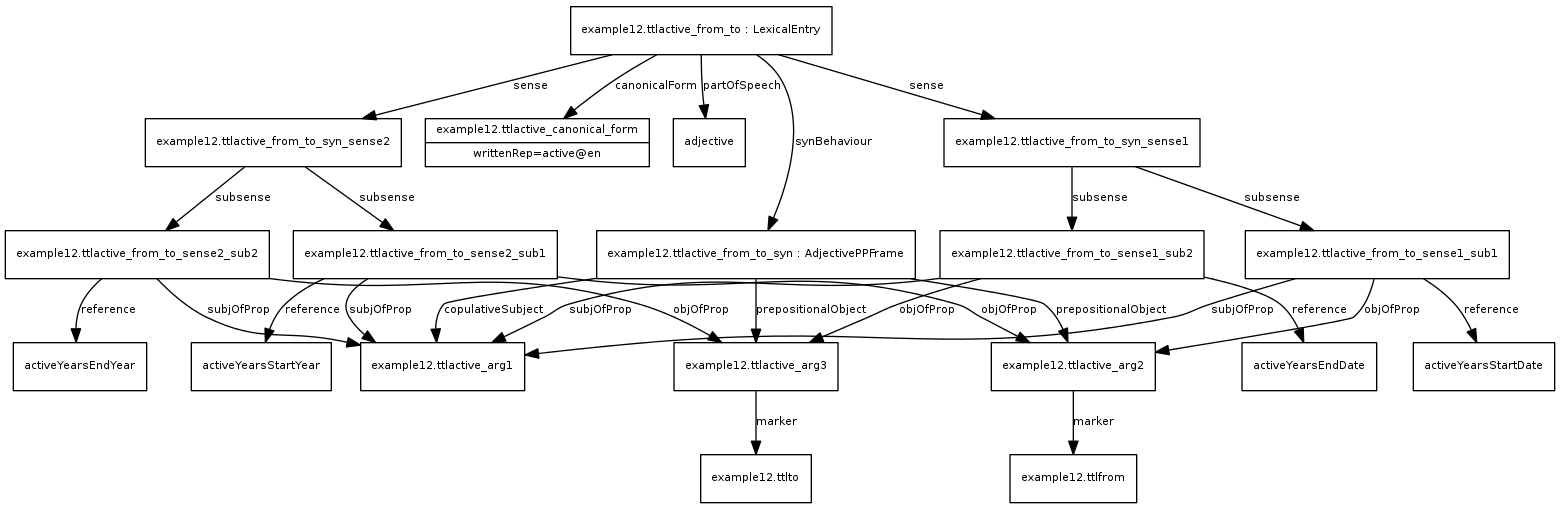 example12.ttlactive_from_to : LexicalEntry
sense
canonicalForm
partOfSpeech
sense
example12.ttlactive_from_to_syn_sense2
example12.ttlactive_canonical_form
writtenRep=active@en
adjective
synBehaviour
example12.ttlactive_from_to_syn_sense1
subsense
subsense
subsense
subsense
example12.ttlactive_from_to_sense2_sub2
example12.ttlactive_from_to_sense2_sub1
example12.ttlactive_from_to_syn : AdjectivePPFrame
example12.ttlactive_from_to_sense1_sub2
example12.ttlactive_from_to_sense1_sub1
reference
subjOfProp
reference
subjOfProp
copulativeSubject
subjOfProp
objOfProp
prepositionalObject
objOfProp
objOfProp
prepositionalObject
subjOfProp
reference
objOfProp
reference
activeYearsEndYear
activeYearsStartYear
example12.ttlactive_arg1
example12.ttlactive_arg3
example12.ttlactive_arg2
activeYearsEndDate
activeYearsStartDate
marker
marker
example12.ttlto
example12.ttlfrom